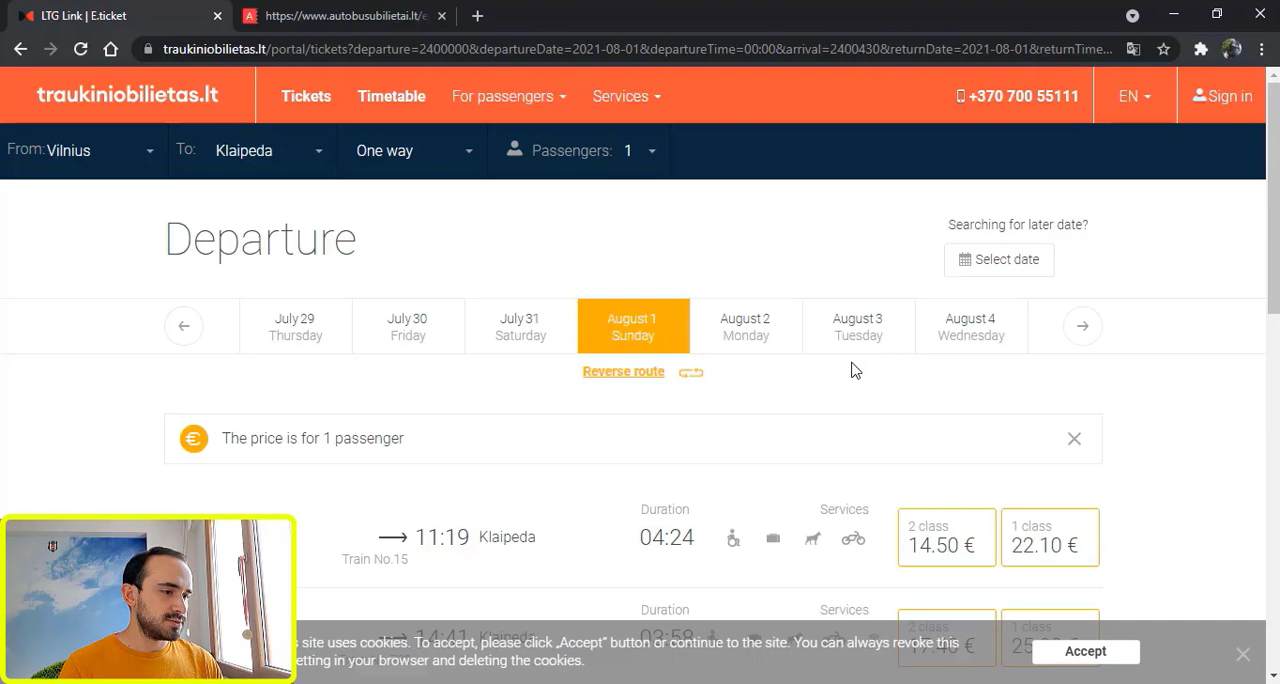 LTG Link | E.ticket
https://www.autobusubilietai.lt/e
traukiniobilietas.lt/portal/tickets?departure=2400000&departureDate=2021-08-01&departureTime=00:00&arrival=2400430&returnDate=2021-08-01&returnTime...
traukiniobilietas.lt Tickets Timetable For passengers Services +370 700 55111 EN Sign in
From: Vilnius To: Klaipeda One way Passengers: 1
Departure
Searching for later date?
Select date
July 29 July 30 July 31 August 1 August 2 August 3 August 4
Thursday Friday Saturday Sunday Monday Tuesday Wednesday
Reverse route
€ The price is for 1 passenger
Duration Services
2 class 1 class
11:19 Klaipeda 04:24 14.50 € 22.10 €
Train No.15
Duration Services
14:41 Klaipeda 03:58
site uses cookies. To accept, please click „Accept" button or continue to the site. You can always revoke this
etting in your browser and deleting the cookies.
Accept